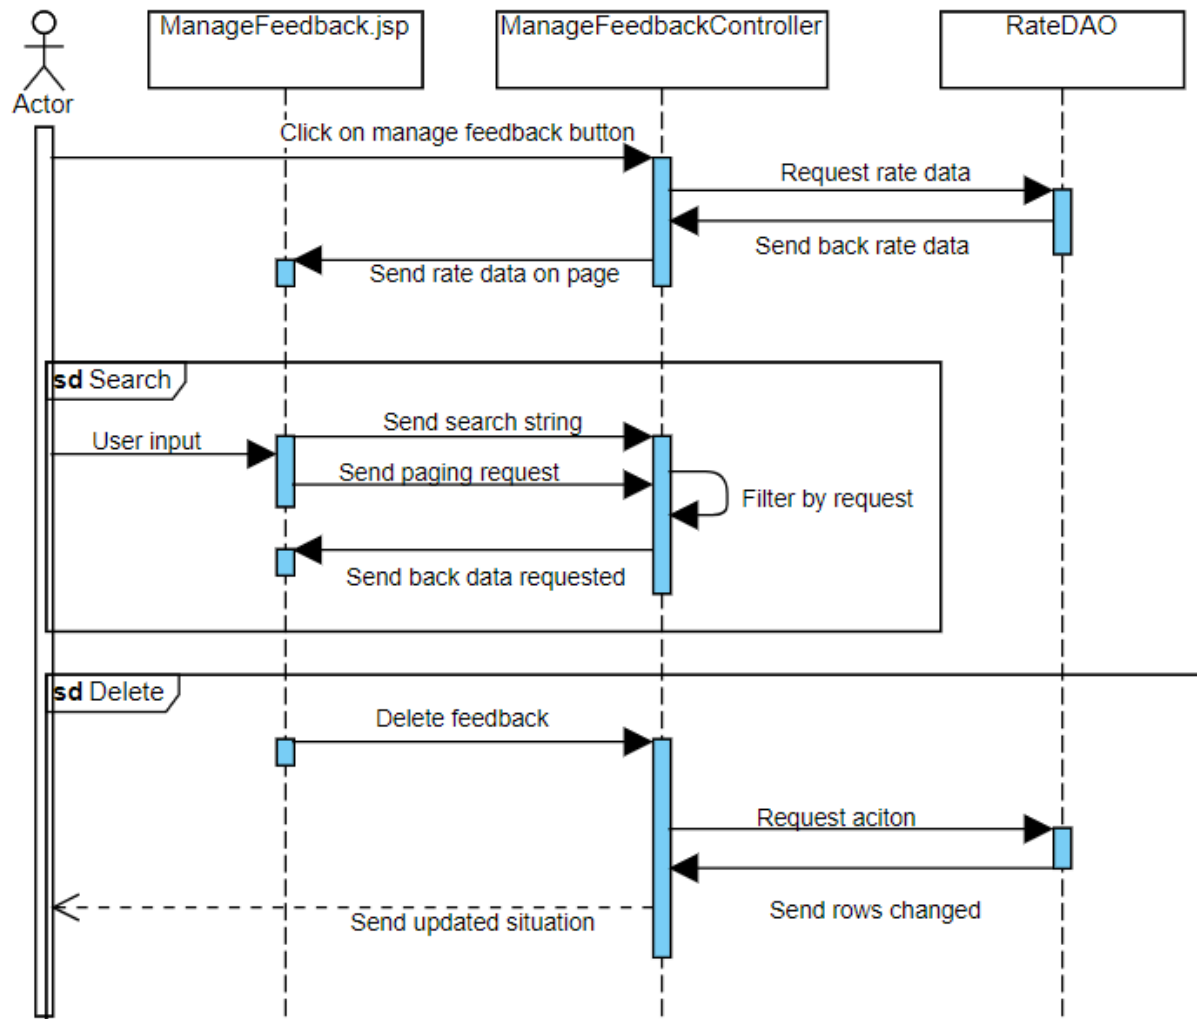 ManageFeedback.jsp
ManageFeedbackController
RateDAO
Actor
Click on manage feedback button
Request rate data
Send back rate data
Send rate data on page
sd Search
Send search string
User input
Send paging request
Filter by request
Send back data requested
sd Delete
Delete feedback
Request aciton
Send rows changed
Send updated situation